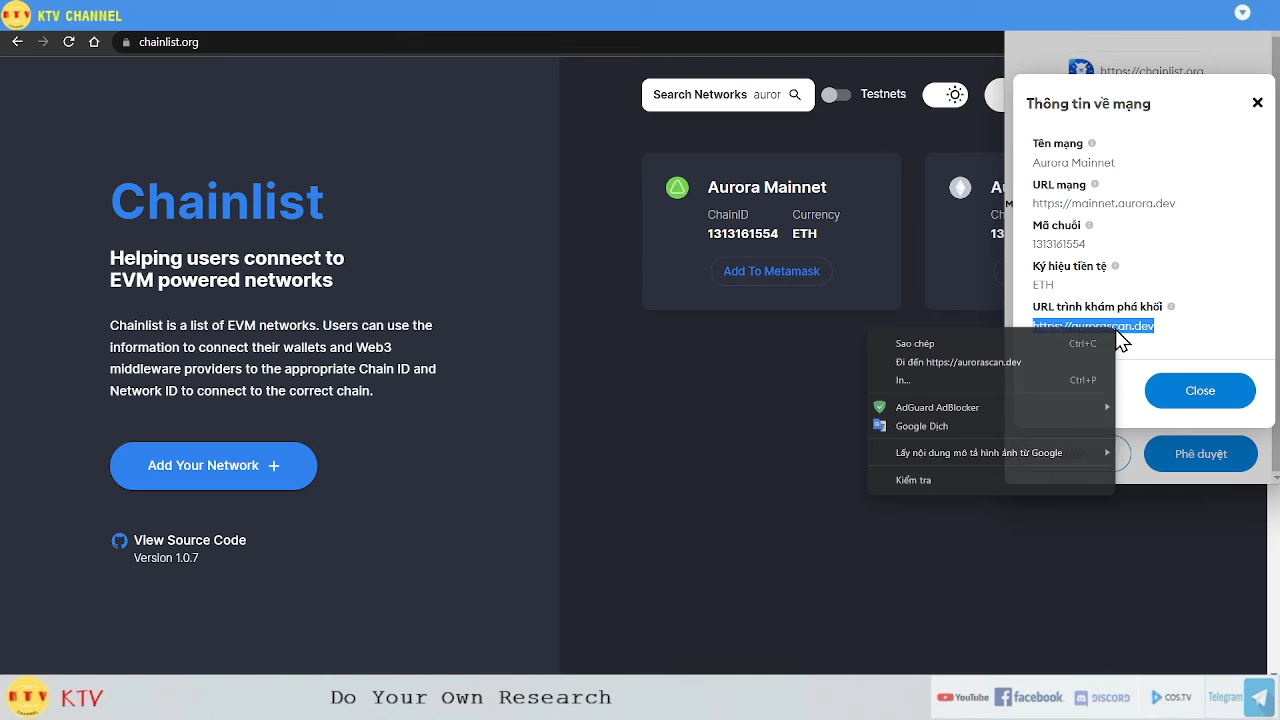 KTV CHANNEL
chainlist.org
Search Networks auror
Testnets
https://chainlist.org
Chainlist
Helping users connect to
EVM powered networks
Chainlist is a list of EVM networks. Users can use the
information to connect their wallets and Web3
middleware providers to the appropriate Chain ID and
Network ID to connect to the correct chain.
Add Your Network +
View Source Code
Version 1.0.7
Aurora Mainnet
ChainID Currency
1313161554 ETH
Add To Metamask
Thông tin về mạng
Tên mạng
Aurora Mainnet
URL mạng
https://mainnet.aurora.dev
Mã chuỗi
1313161554
Ký hiệu tiền tệ
ETH
URL trình khám phá khối
https://aurorascan.dev
Close
Phê duyệt
Sao chép Ctrl+C
Đi đến https://aurorascan.dev
In... Ctrl+P
AdGuard AdBlocker
Google Dịch
Lấy nội dung mô tả hình ảnh từ Google
Kiểm tra
KTV
CHANNEL
KTV
Do Your Own Research
YouTube
facebook
DISCORD
COS.TV
Telegram